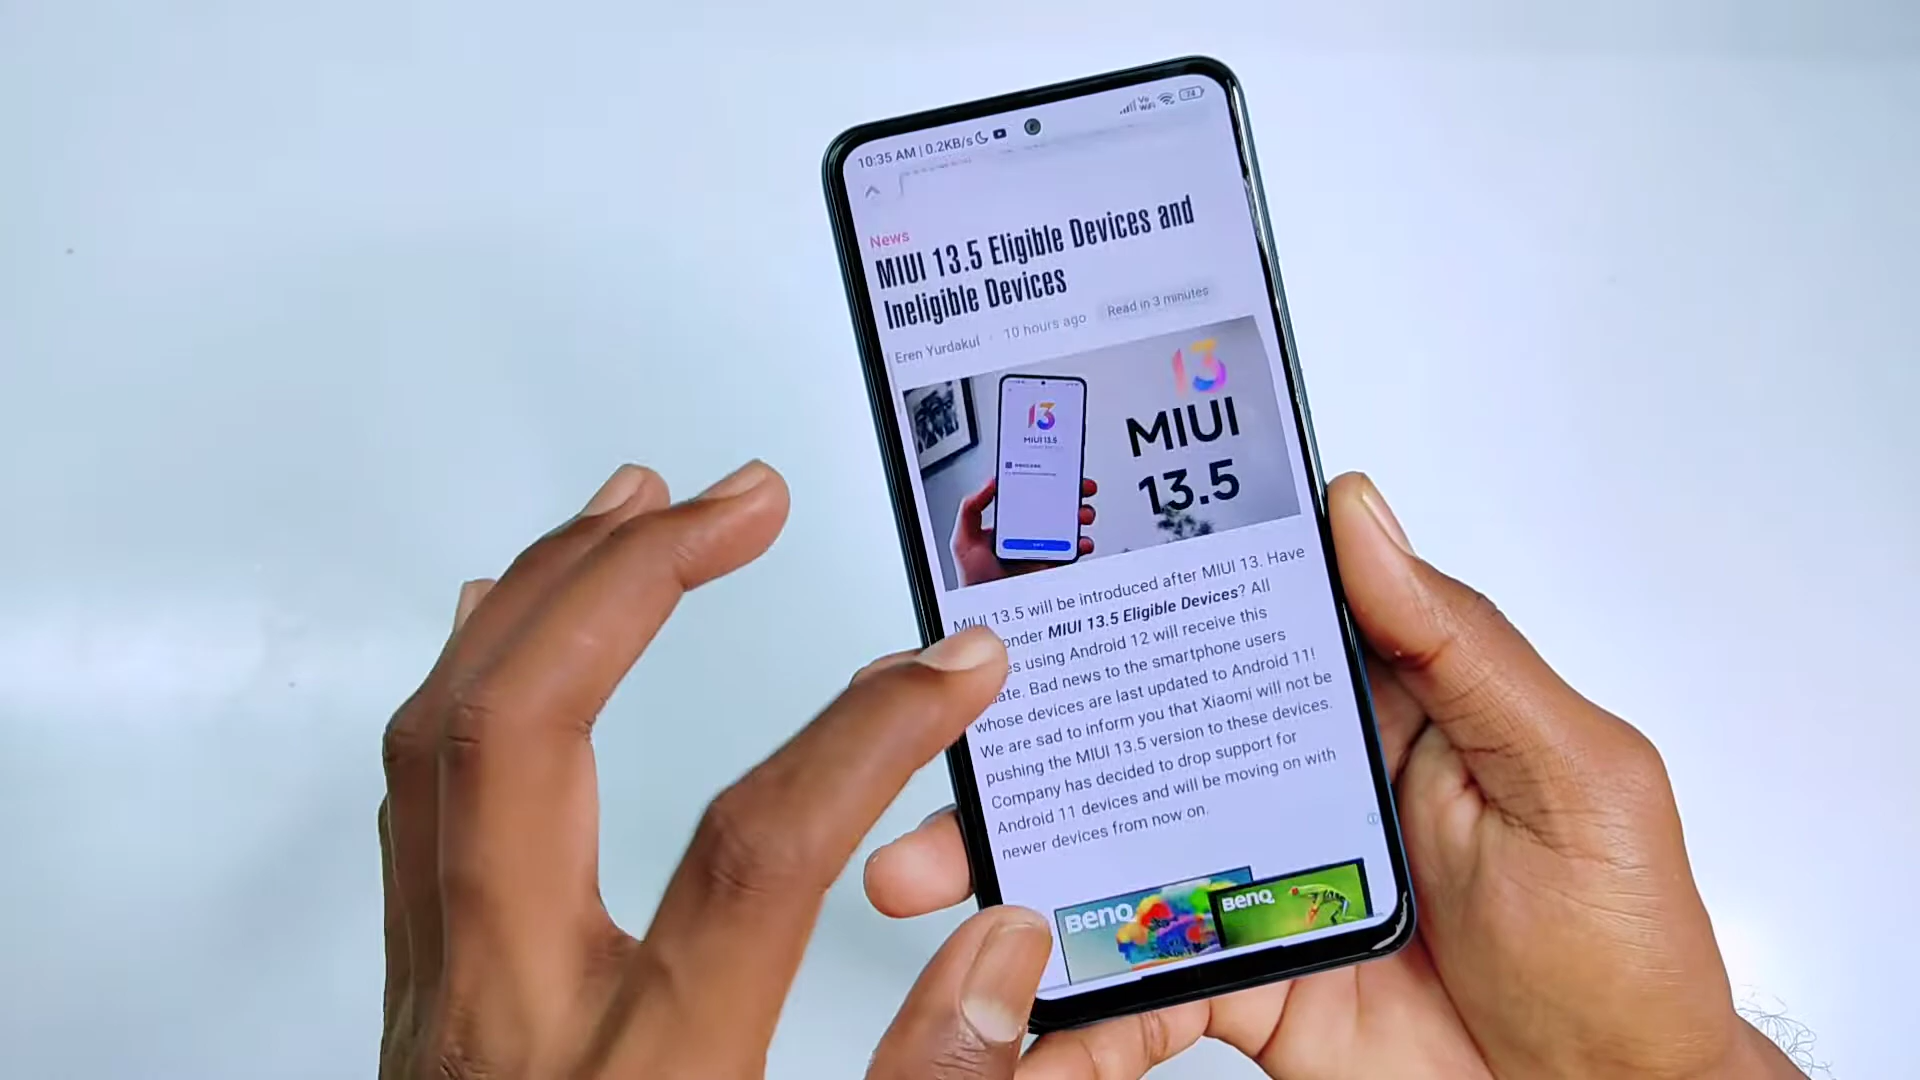 10:35 AM | 0.2KB/s
Vo
WiFi
74
News
MIUI 13.5 Eligible Devices and
Ineligible Devices
Eren Yurdakul · 10 hours ago
Read in 3 minutes
13
MIUI
13.5
13
MIUI 13.5
MIUI 13.5 will be introduced after MIUI 13. Have
onder MIUI 13.5 Eligible Devices? All
es using Android 12 will receive this
ate. Bad news to the smartphone users
whose devices are last updated to Android 11!
We are sad to inform you that Xiaomi will not be
pushing the MIUI 13.5 version to these devices.
Company has decided to drop support for
Android 11 devices and will be moving on with
newer devices from now on.
BenQ
BenQ